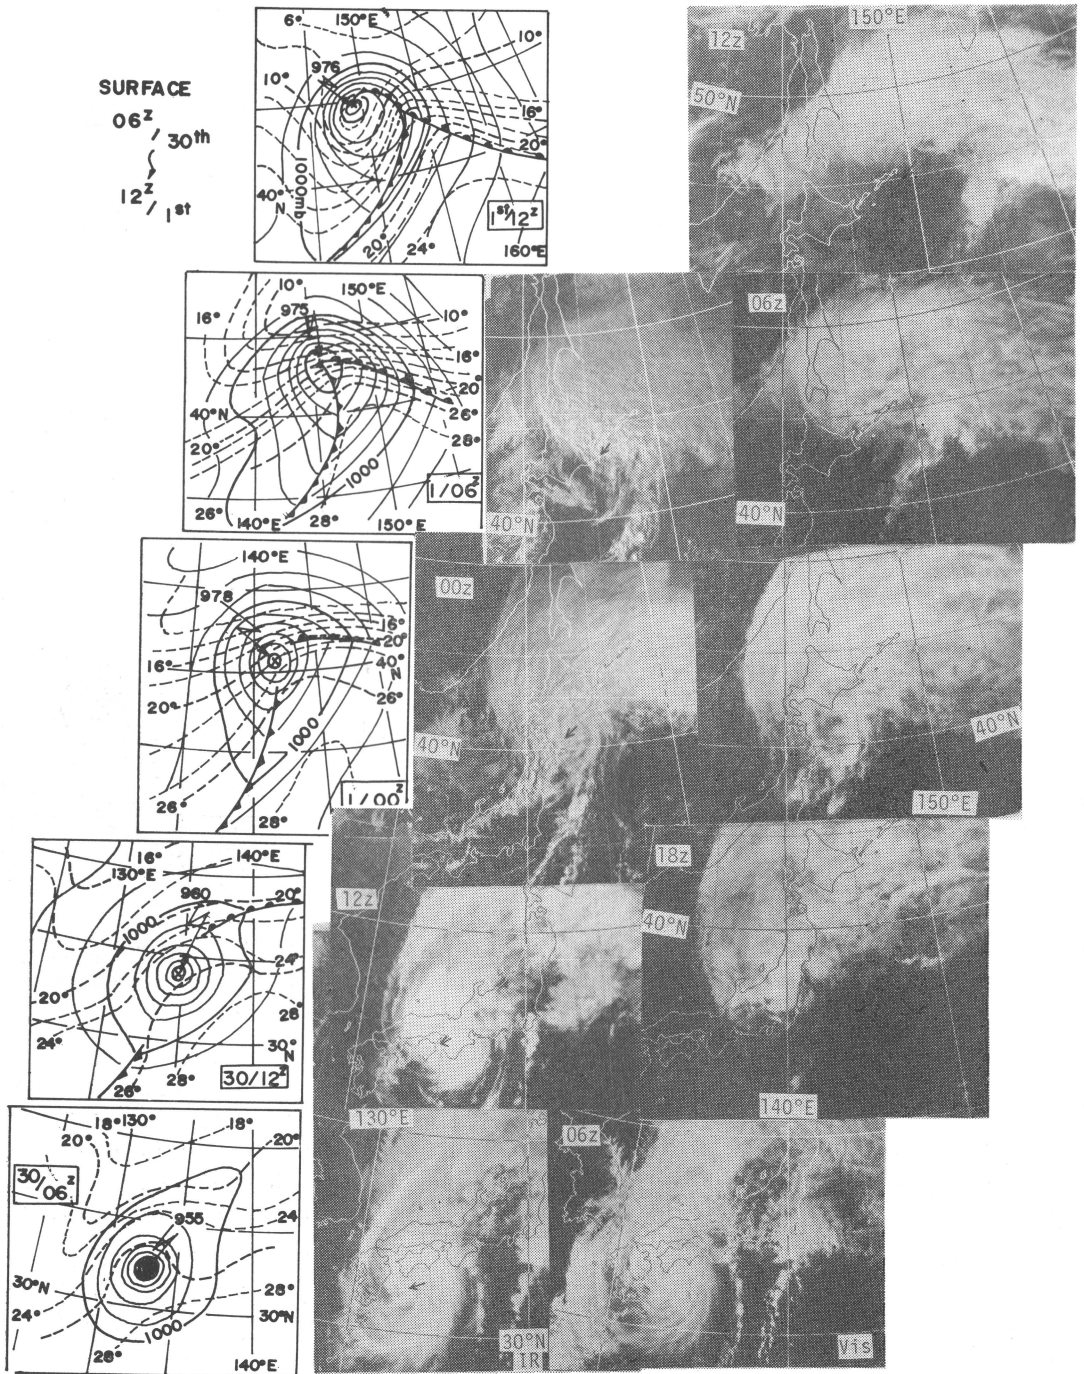 SURFACE
06z / 30th
12z / 1st
6° 150°E
10°
976
10°
16°
20°
1000mb
40° N
1st/12z
20°
24°
160°E
12z
150°E
50°N
10° 150°E
16°
975
10°
16°
20°
40°N
26°
20°
28°
1000
1/06z
26°
140°E
28°
150°E
40°N
06z
40°N
140°E
978
16°
20°
16°
40° N
20°
26°
1000
26°
1/00z
28°
00z
40°N
40°N
150°E
16°
140°E
130°E
960
20°
1000
24°
20°
28°
24°
30° N
26°
28°
30/12z
12z
18z
40°N
18° 130°
18°
20°
20°
30/06z
955
24
30°N
28°
24°
30°N
1000
28°
140°E
130°E
140°E
06z
30°N
IR
Vis